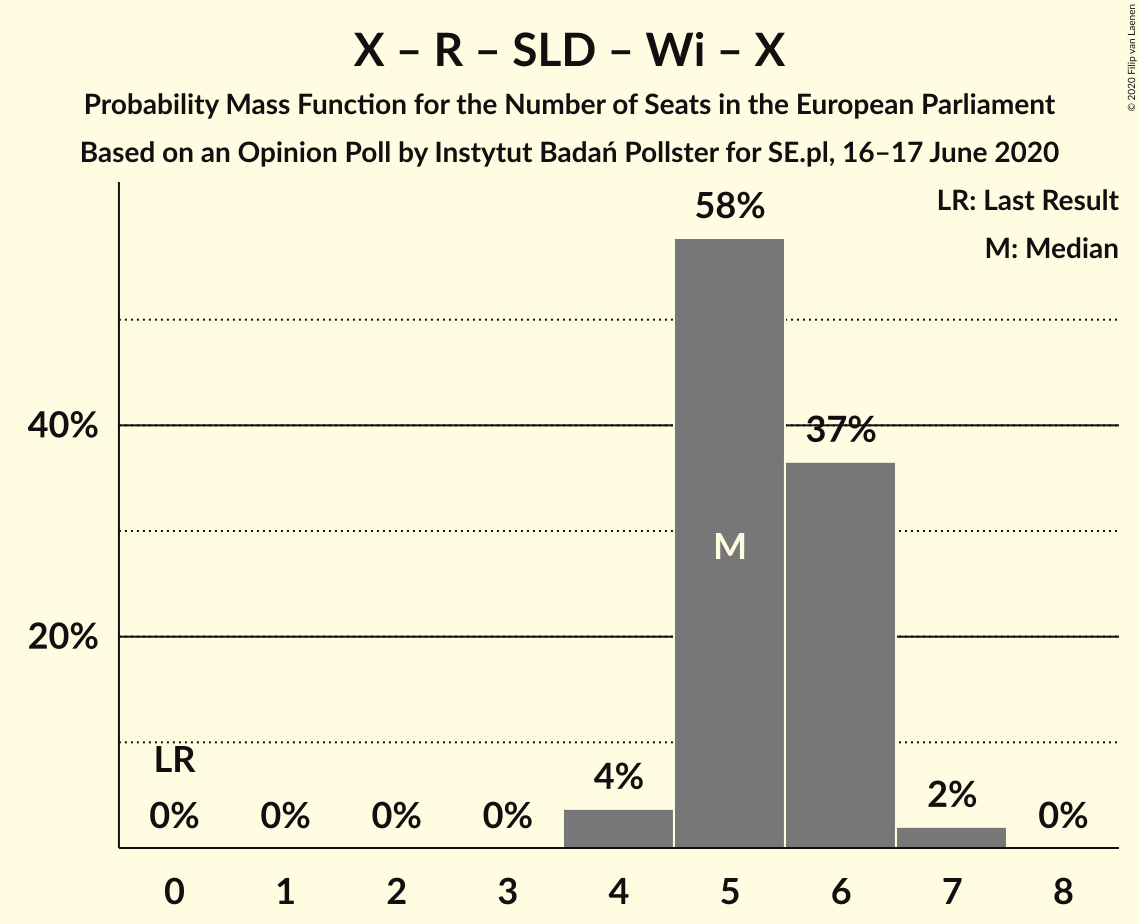 X – R – SLD – Wi – X
Probability Mass Function for the Number of Seats in the European Parliament
Based on an Opinion Poll by Instytut Badań Pollster for SE.pl, 16–17 June 2020
© 2020 Filip van Laenen
LR: Last Result
M: Median
58%
40%
37%
M
20%
LR
0%
0%
0%
0%
4%
2%
0%
0
1
2
3
4
5
6
7
8